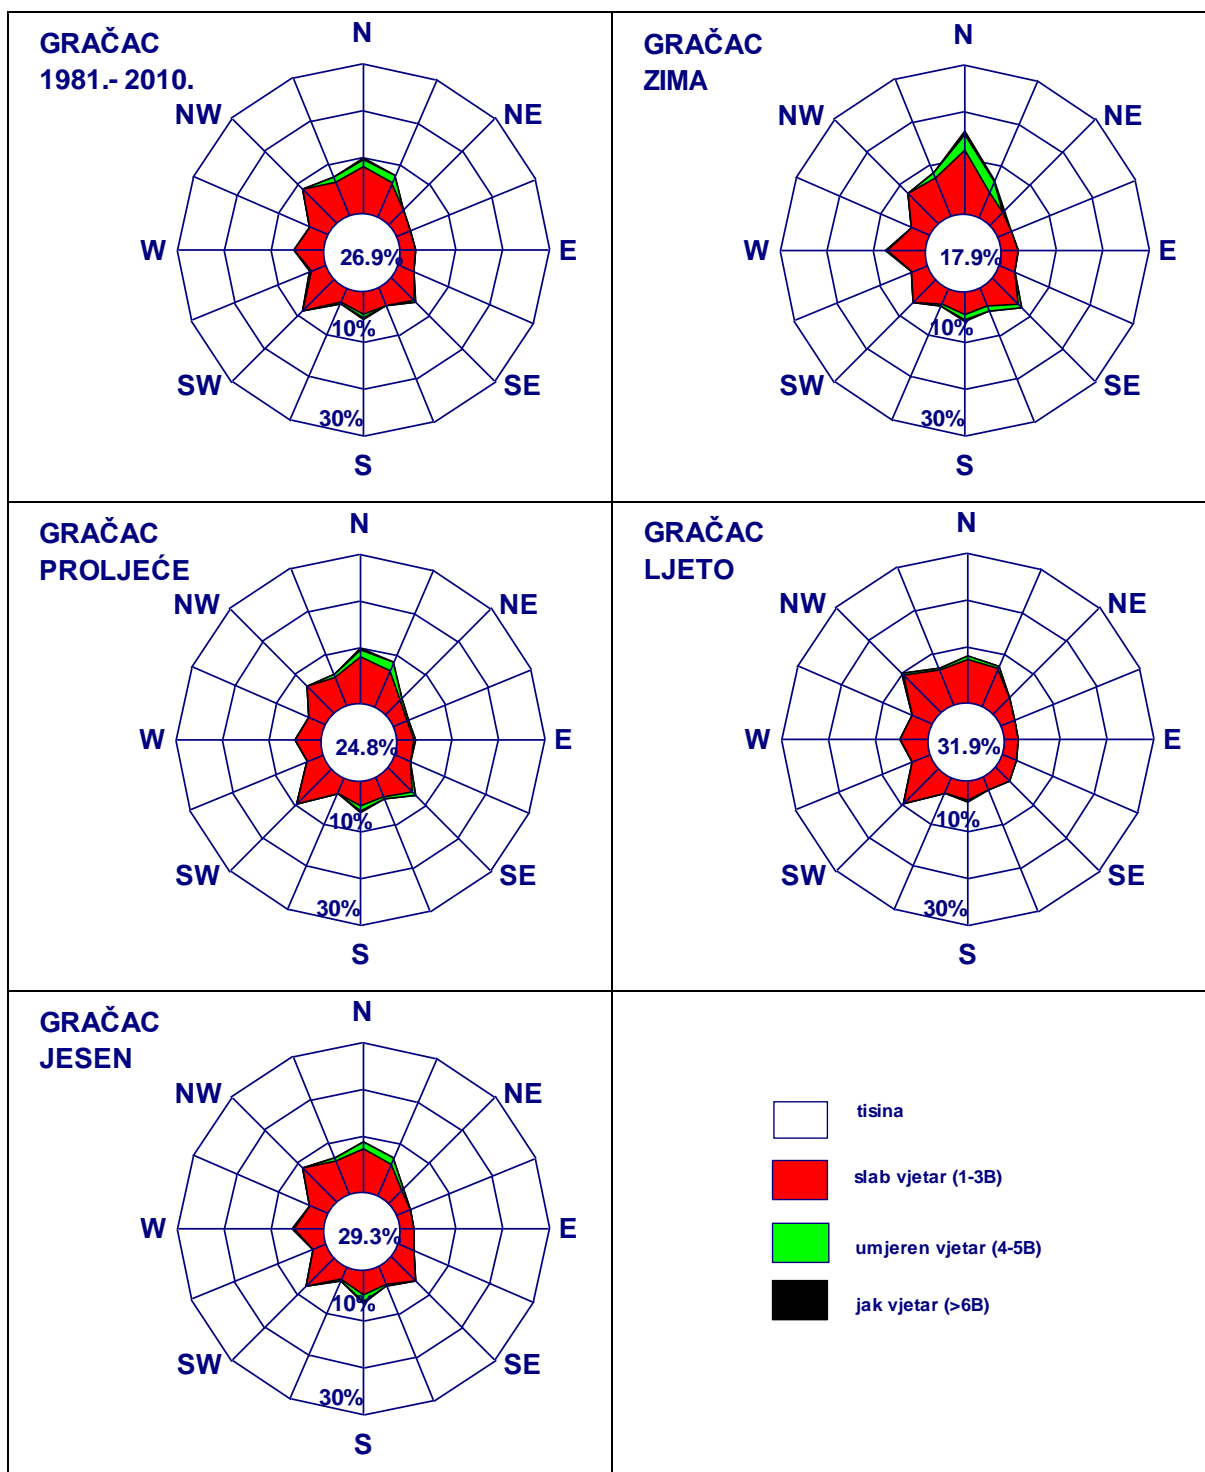 GRAČAC
1981.- 2010.
N
NW
NE
W
26.9%
E
10%
SW
SE
30%
S
GRAČAC
ZIMA
N
NW
NE
W
17.9%
E
10%
SW
SE
30%
S
GRAČAC
PROLJEĆE
N
NW
NE
W
24.8%
E
10%
SW
SE
30%
S
GRAČAC
LJETO
N
NW
NE
W
31.9%
E
10%
SW
SE
30%
S
GRAČAC
JESEN
N
NW
NE
W
29.3%
E
10%
SW
SE
30%
S
tisina
slab vjetar (1-3B)
umjeren vjetar (4-5B)
jak vjetar (>6B)